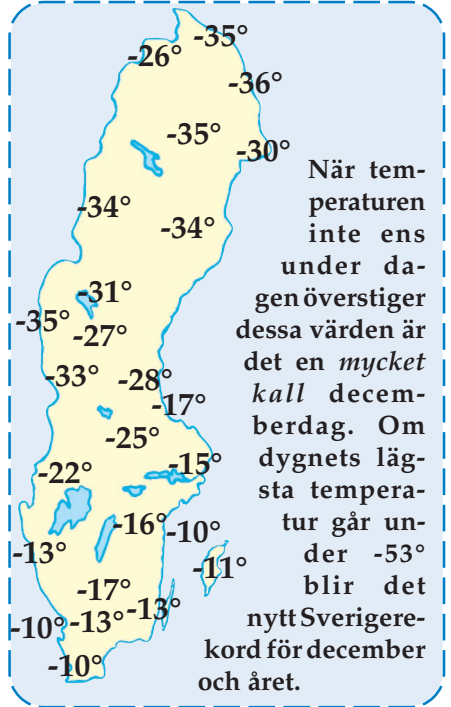 -35°
-26°
-36°
-35°
-30°
När tem-
peraturen
-34°
-34°
inte ens
under da-
gen överstiger
-31°
-35°
-27°
dessa värden är
det en mycket
-33°
-28°
kall decem-
-17°
berdag. Om
-25°
dygnets läg-
-15°
-22°
sta tempera-
tur går un-
-16°
-10°
-13°
der -53°
-11°
blir det
-17°
-13°
nytt Sverigere-
-10°
-13°
kord för december
-10°
och året.